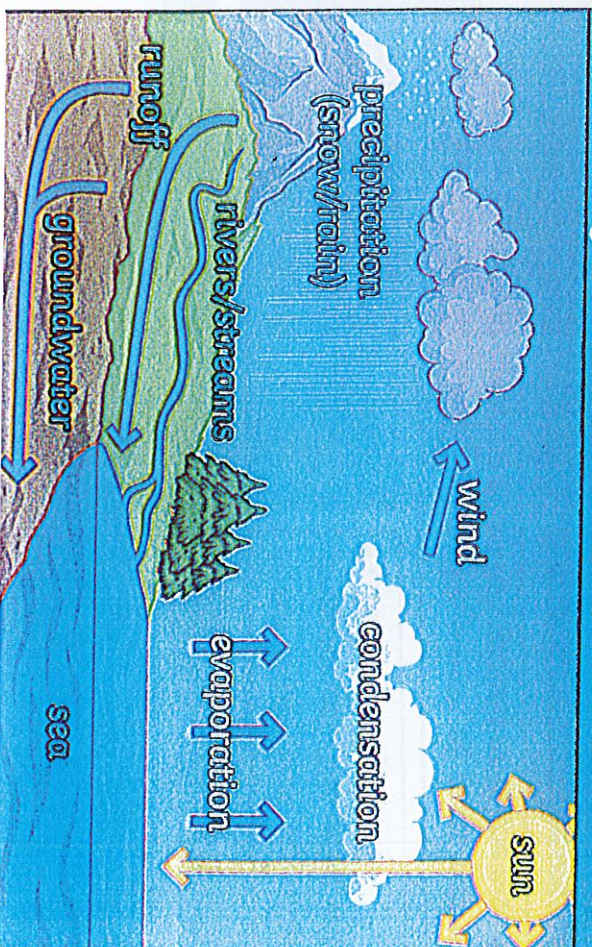 sun
wind
condensation
precipitation
(snow/rain)
evaporation
rivers/streams
runoff
groundwater
sea